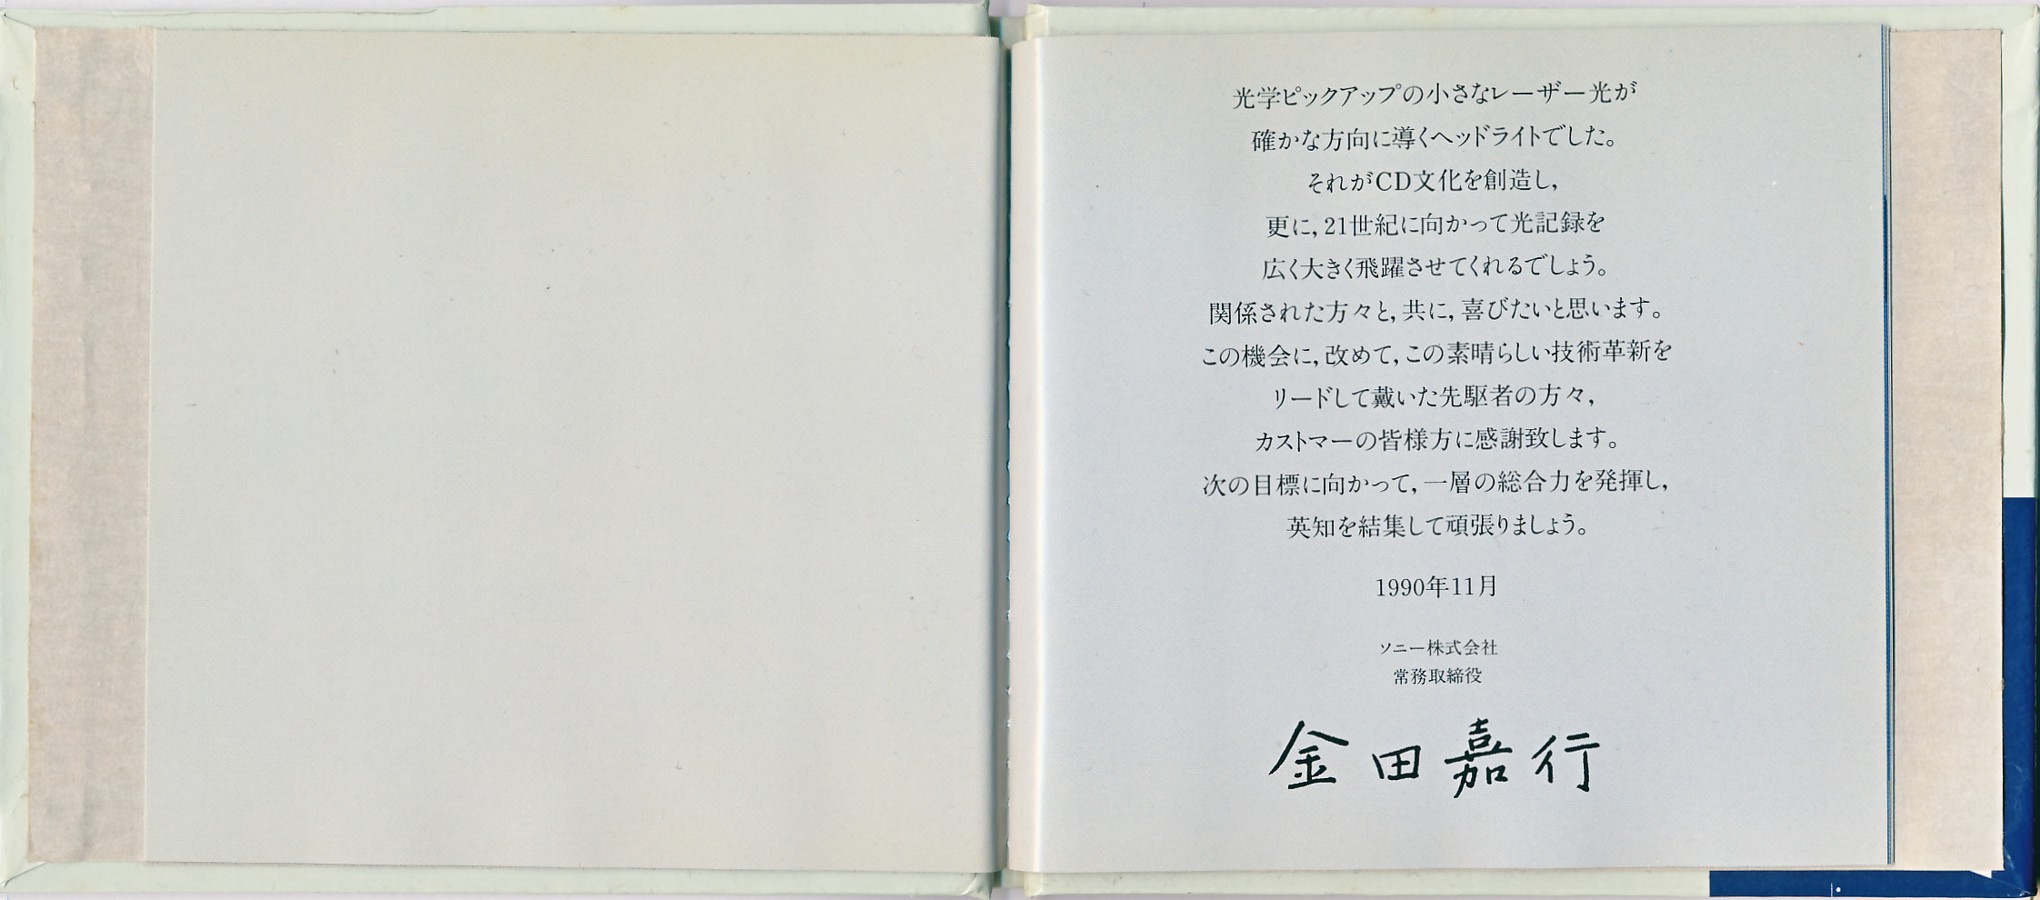 光学ピックアップの小さなレーザー光が
確かな方向に導くヘッドライトでした。
それがCD文化を創造し,
更に, 21世紀に向かって光記録を
広く大きく飛躍させてくれるでしょう。
関係された方々と, 共に, 喜びたいと思います。
この機会に, 改めて, この素晴らしい技術革新を
リードして戴いた先駆者の方々,
カストマーの皆様方に感謝致します。
次の目標に向かって, 一層の総合力を発揮し,
英知を結集して頑張りましょう。
1990年11月
ソニー株式会社
常務取締役
金田嘉行